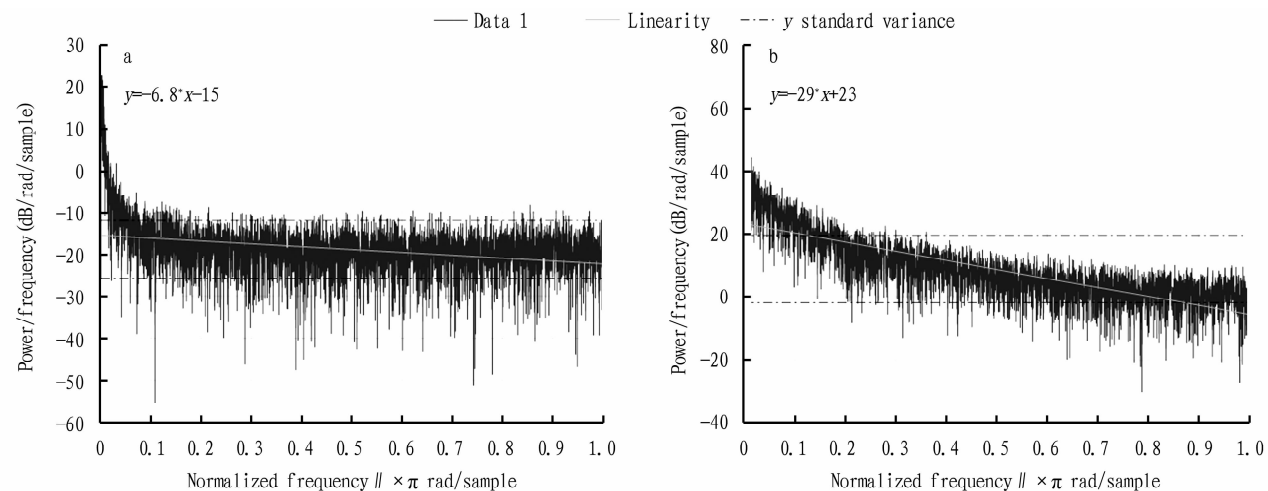 Data 1 Linearity y standard variance
a
y=-6.8*x-15
30
20
10
0
-10
-20
-30
-40
-50
-60
Power/frequency(dB/rad/sample)
0 0.1 0.2 0.3 0.4 0.5 0.6 0.7 0.8 0.9 1.0
Normalized frequency∥ ×π rad/sample
b
y=-29*x+23
80
60
40
20
0
-20
-40
Power/frequency(dB/rad/sample)
0 0.1 0.2 0.3 0.4 0.5 0.6 0.7 0.8 0.9 1.0
Normalized frequency∥ ×π rad/sample